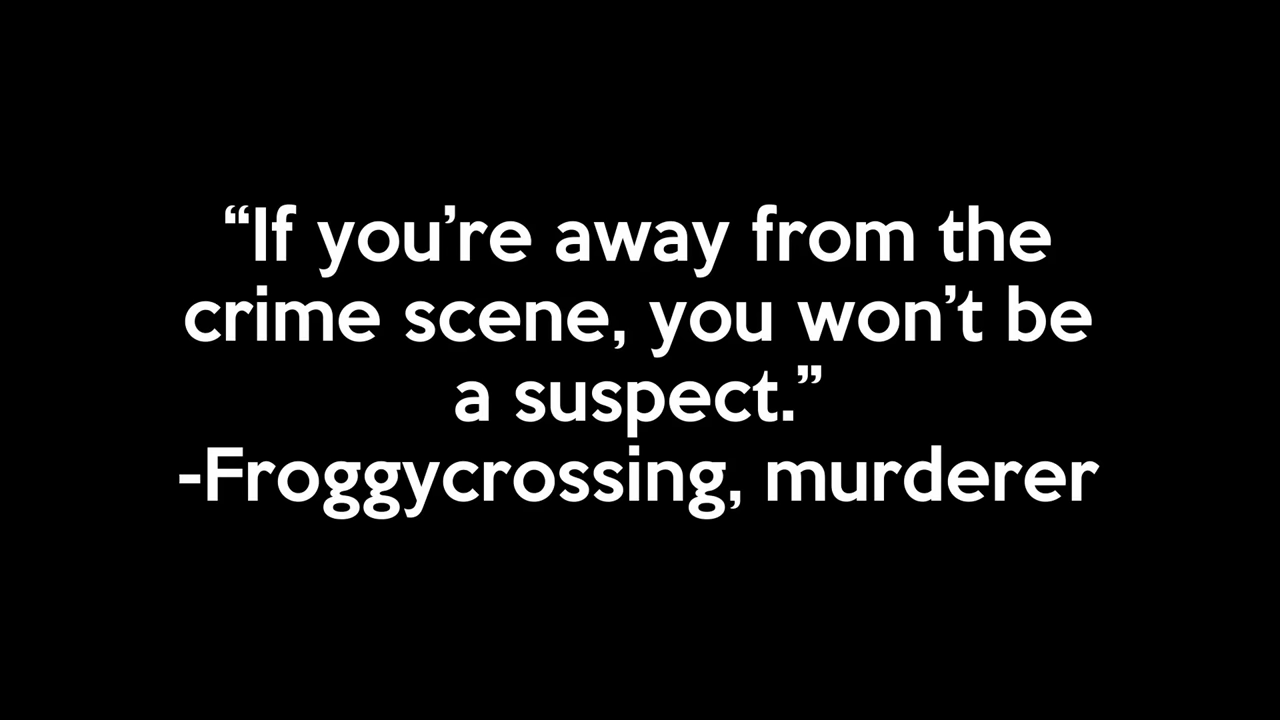 “If you’re away from the
crime scene, you won’t be
a suspect.”
-Froggycrossing, murderer